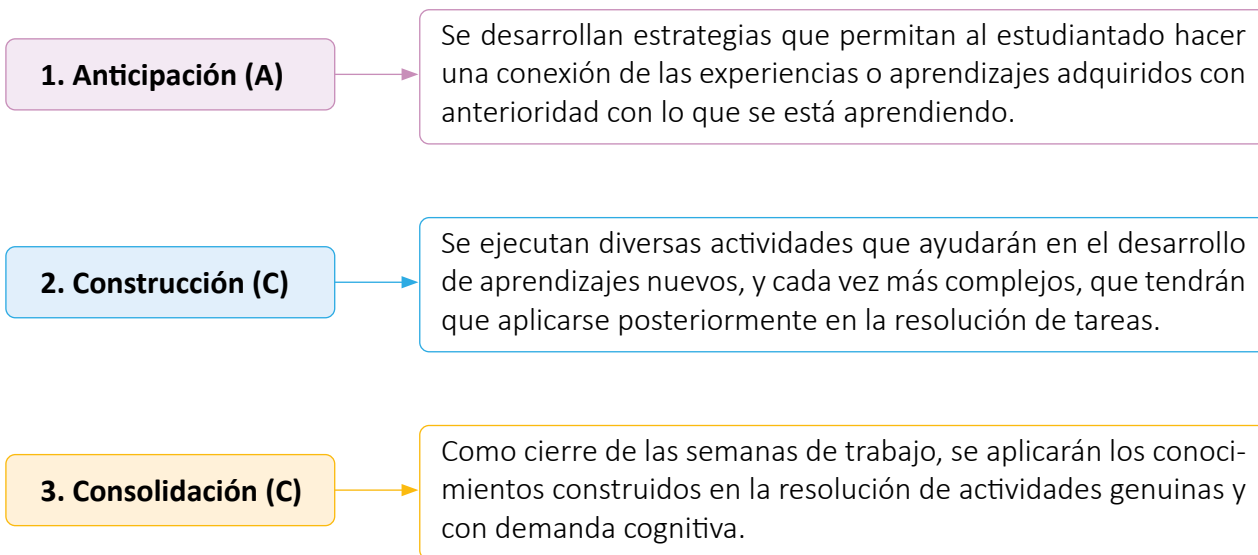 1. Anticipación (A)
Se desarrollan estrategias que permitan al estudiantado hacer
una conexión de las experiencias o aprendizajes adquiridos con
anterioridad con lo que se está aprendiendo.
2. Construcción (C)
Se ejecutan diversas actividades que ayudarán en el desarrollo
de aprendizajes nuevos, y cada vez más complejos, que tendrán
que aplicarse posteriormente en la resolución de tareas.
3. Consolidación (C)
Como cierre de las semanas de trabajo, se aplicarán los conoci-
mientos construidos en la resolución de actividades genuinas y
con demanda cognitiva.